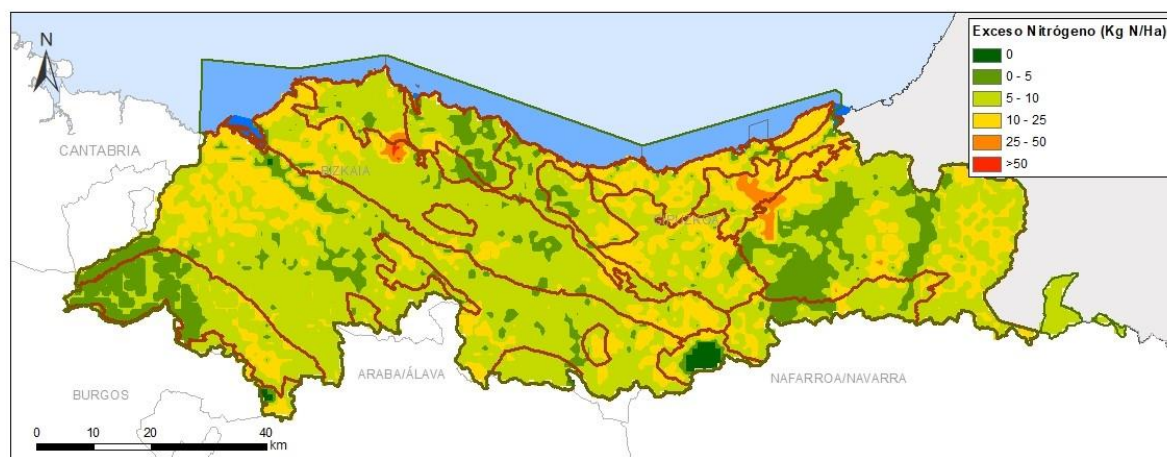 Exceso Nitrógeno (Kg N/Ha)
0
0 - 5
5 - 10
10 - 25
25 - 50
>50
N
CANTABRIA
BIZKAIA
GIPUZKOA
ARABA/ÁLAVA
NAFARROA/NAVARRA
BURGOS
0 10 20 40
km